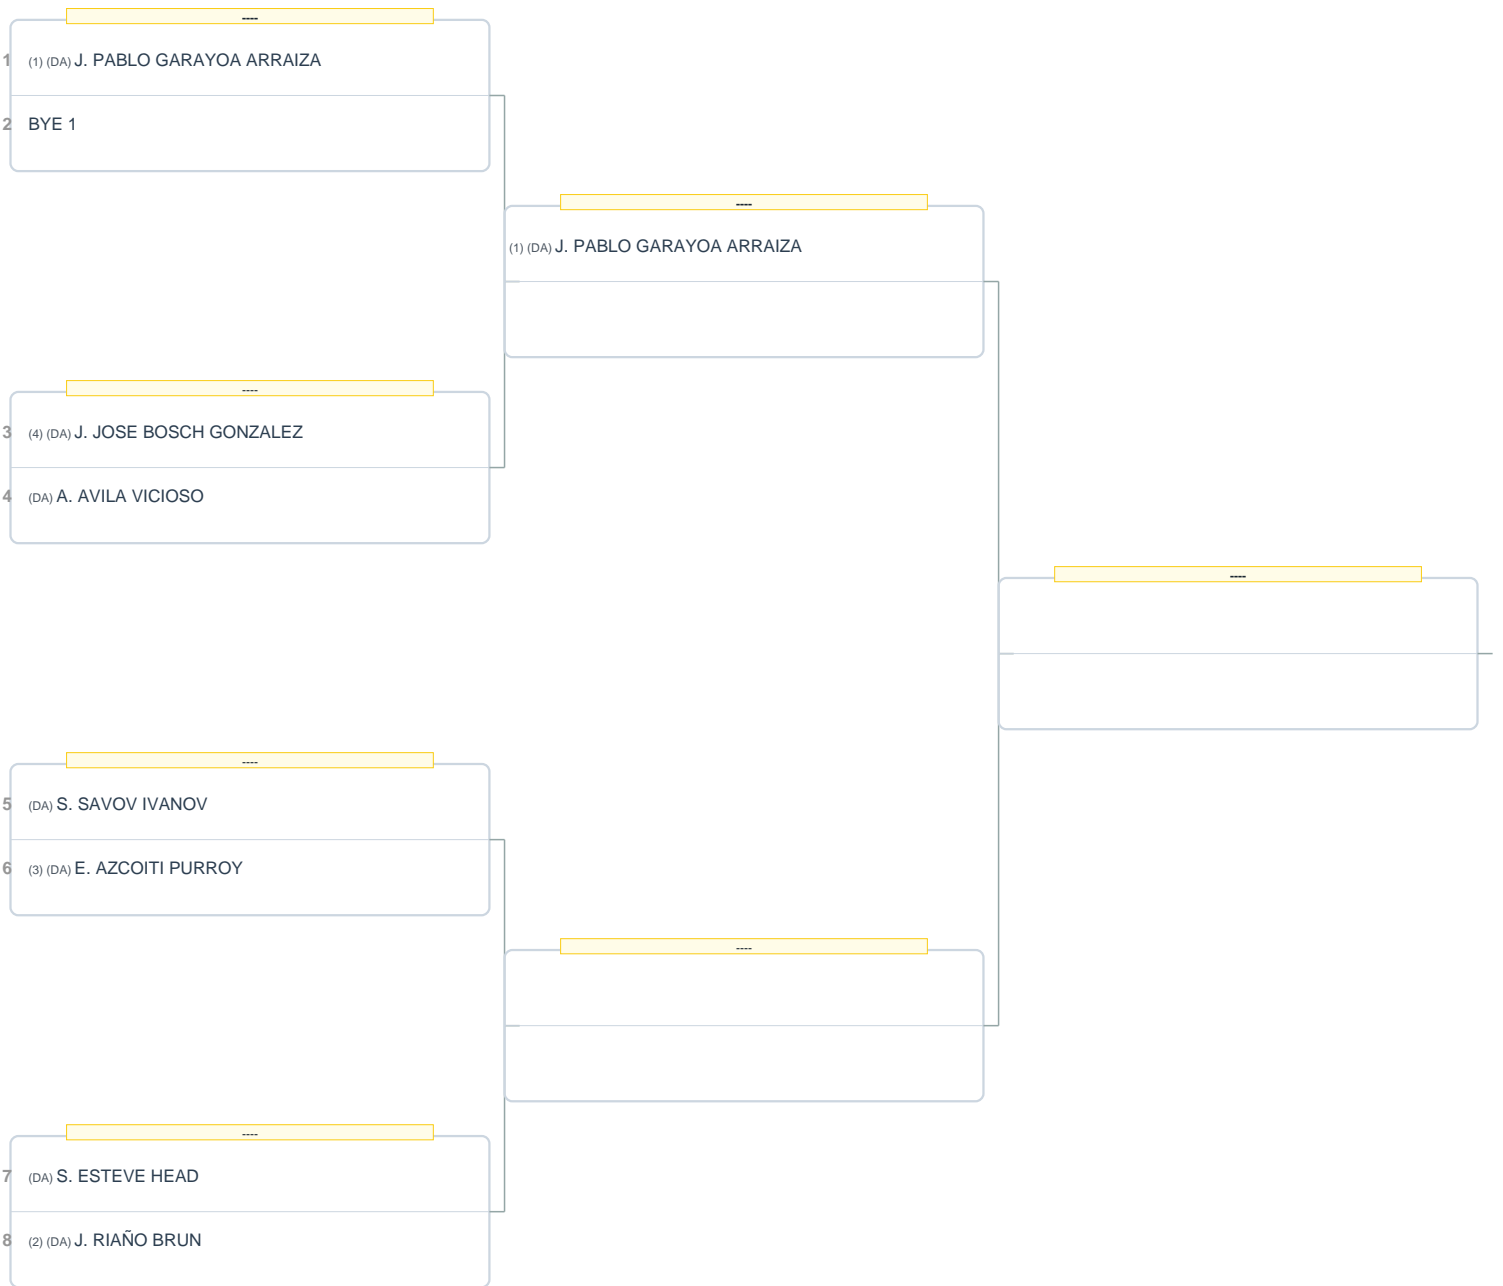 ----
1 (1) (DA) J. PABLO GARAYOA ARRAIZA
2 BYE 1
----
(1) (DA) J. PABLO GARAYOA ARRAIZA
----
3 (4) (DA) J. JOSE BOSCH GONZALEZ
4 (DA) A. AVILA VICIOSO
----
----
5 (DA) S. SAVOV IVANOV
6 (3) (DA) E. AZCOITI PURROY
----
----
7 (DA) S. ESTEVE HEAD
8 (2) (DA) J. RIAÑO BRUN